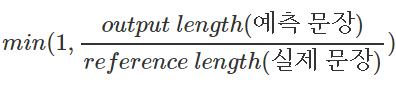 min(1, output length(예측 문장)
reference length(실제 문장) )